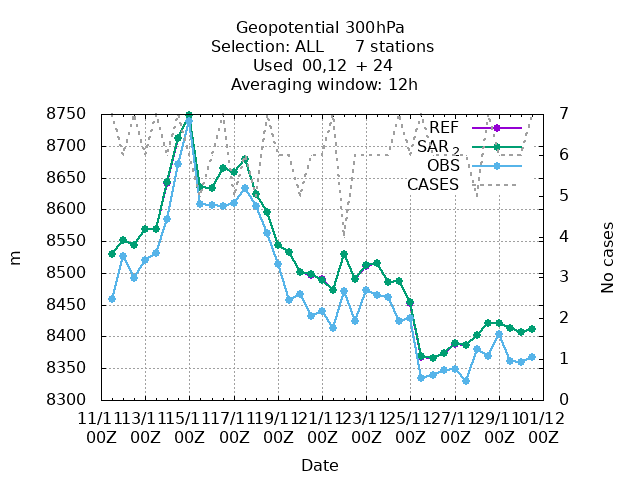 Geopotential 300hPa
Selection: ALL 7 stations
Used 00,12 + 24
Averaging window: 12h
8750
8700
8650
8600
8550
8500
8450
8400
8350
8300
m
7
6
5
4
3
2
1
0
No cases
REF
SAR 2
OBS
CASES
11/11 13/11 15/11 17/11 19/11 21/11 23/11 25/11 27/11 29/11 01/12
00Z 00Z 00Z 00Z 00Z 00Z 00Z 00Z 00Z 00Z 00Z
Date